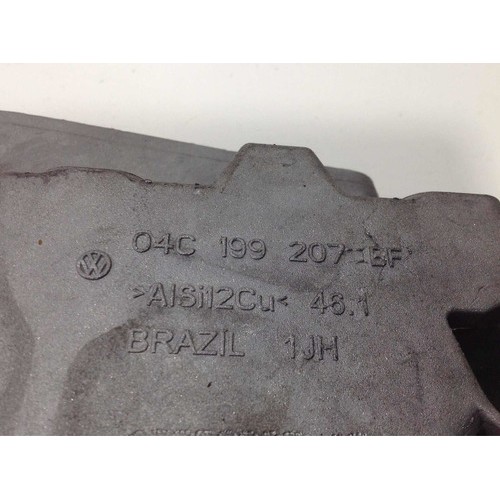 04C 199 207 BF
>AlSi12Cu< 46.1
BRAZIL 1JH